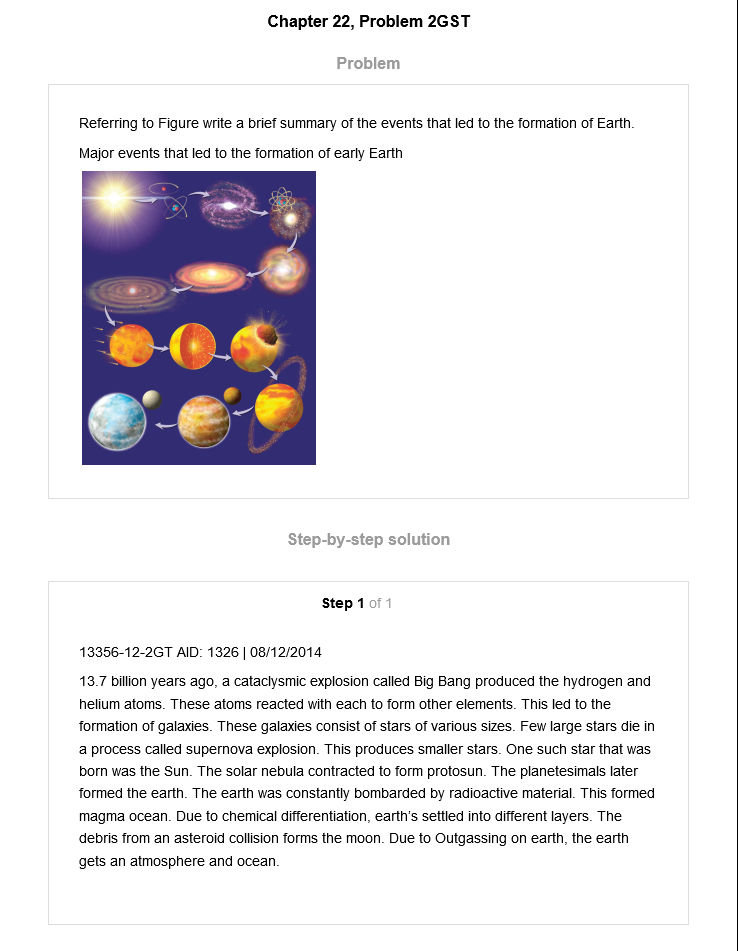 Chapter 22, Problem 2GST
Problem
Referring to Figure write a brief summary of the events that led to the formation of Earth.
Major events that led to the formation of early Earth
Step-by-step solution
Step 1 of 1
13356-12-2GT AID: 1326 | 08/12/2014
13.7 billion years ago, a cataclysmic explosion called Big Bang produced the hydrogen and
helium atoms. These atoms reacted with each to form other elements. This led to the
formation of galaxies. These galaxies consist of stars of various sizes. Few large stars die in
a process called supernova explosion. This produces smaller stars. One such star that was
born was the Sun. The solar nebula contracted to form protosun. The planetesimals later
formed the earth. The earth was constantly bombarded by radioactive material. This formed
magma ocean. Due to chemical differentiation, earth's settled into different layers. The
debris from an asteroid collision forms the moon. Due to Outgassing on earth, the earth
gets an atmosphere and ocean.